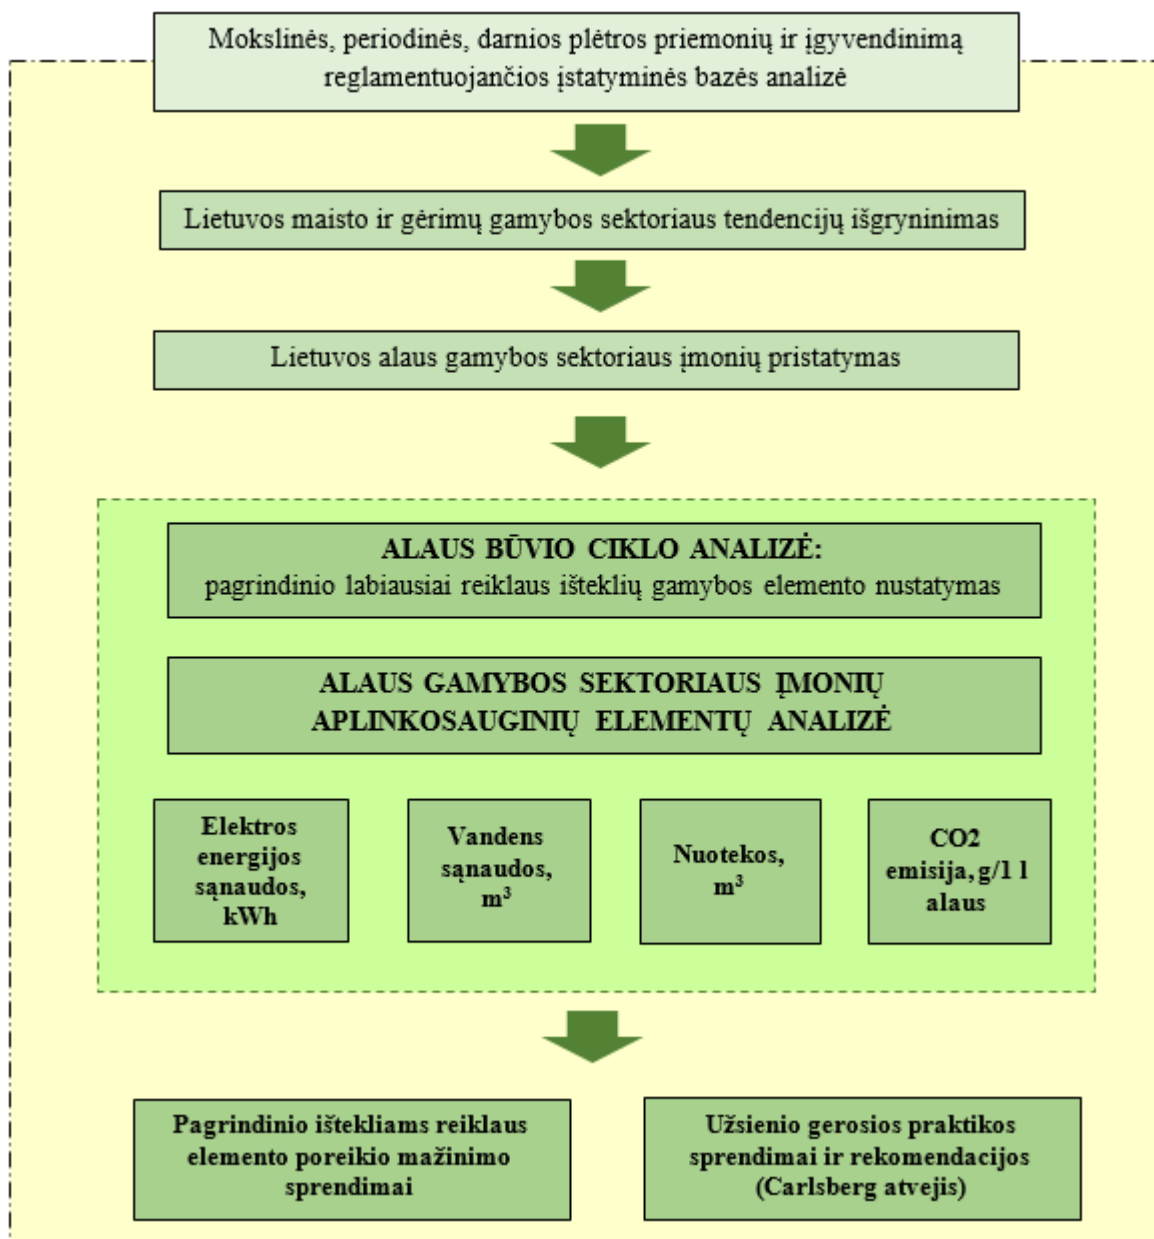 Mokslinės, periodinės, darnios plėtros priemonių ir įgyvendinimą
reglamentuojančios įstatyminės bazės analizė
Lietuvos maisto ir gėrimų gamybos sektoriaus tendencijų išgryninimas
Lietuvos alaus gamybos sektoriaus įmonių pristatymas
ALAUS BŪVIO CIKLO ANALIZĖ:
pagrindinio labiausiai reiklaus išteklių gamybos elemento nustatymas
ALAUS GAMYBOS SEKTORIAUS ĮMONIŲ
APLINKOSAUGINIŲ ELEMENTŲ ANALIZĖ
Elektros
energijos
sąnaudos,
kWh
Vandens
sąnaudos,
m³
Nuotekos,
m³
CO2
emisija, g/1 l
alaus
Pagrindinio ištekliams reiklaus
elemento poreikio mažinimo
sprendimai
Užsienio gerosios praktikos
sprendimai ir rekomendacijos
(Carlsberg atvejis)